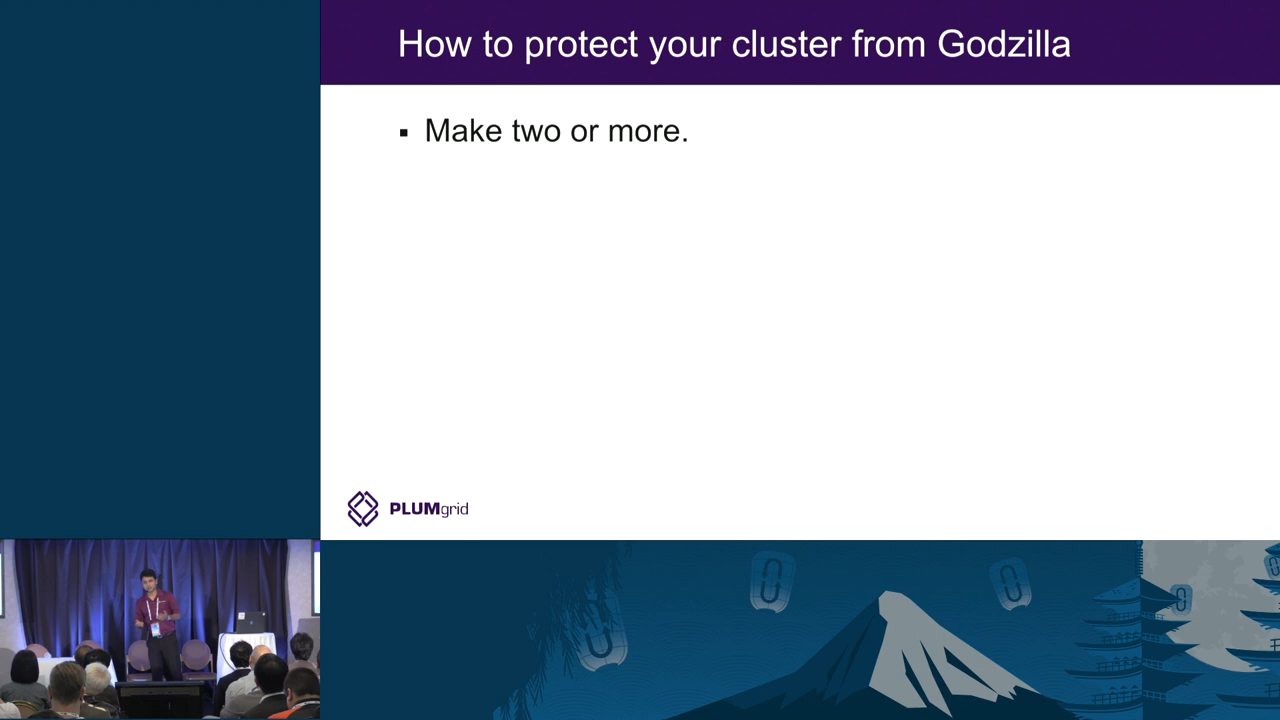 How to protect your cluster from Godzilla
▪ Make two or more.
PLUMgrid